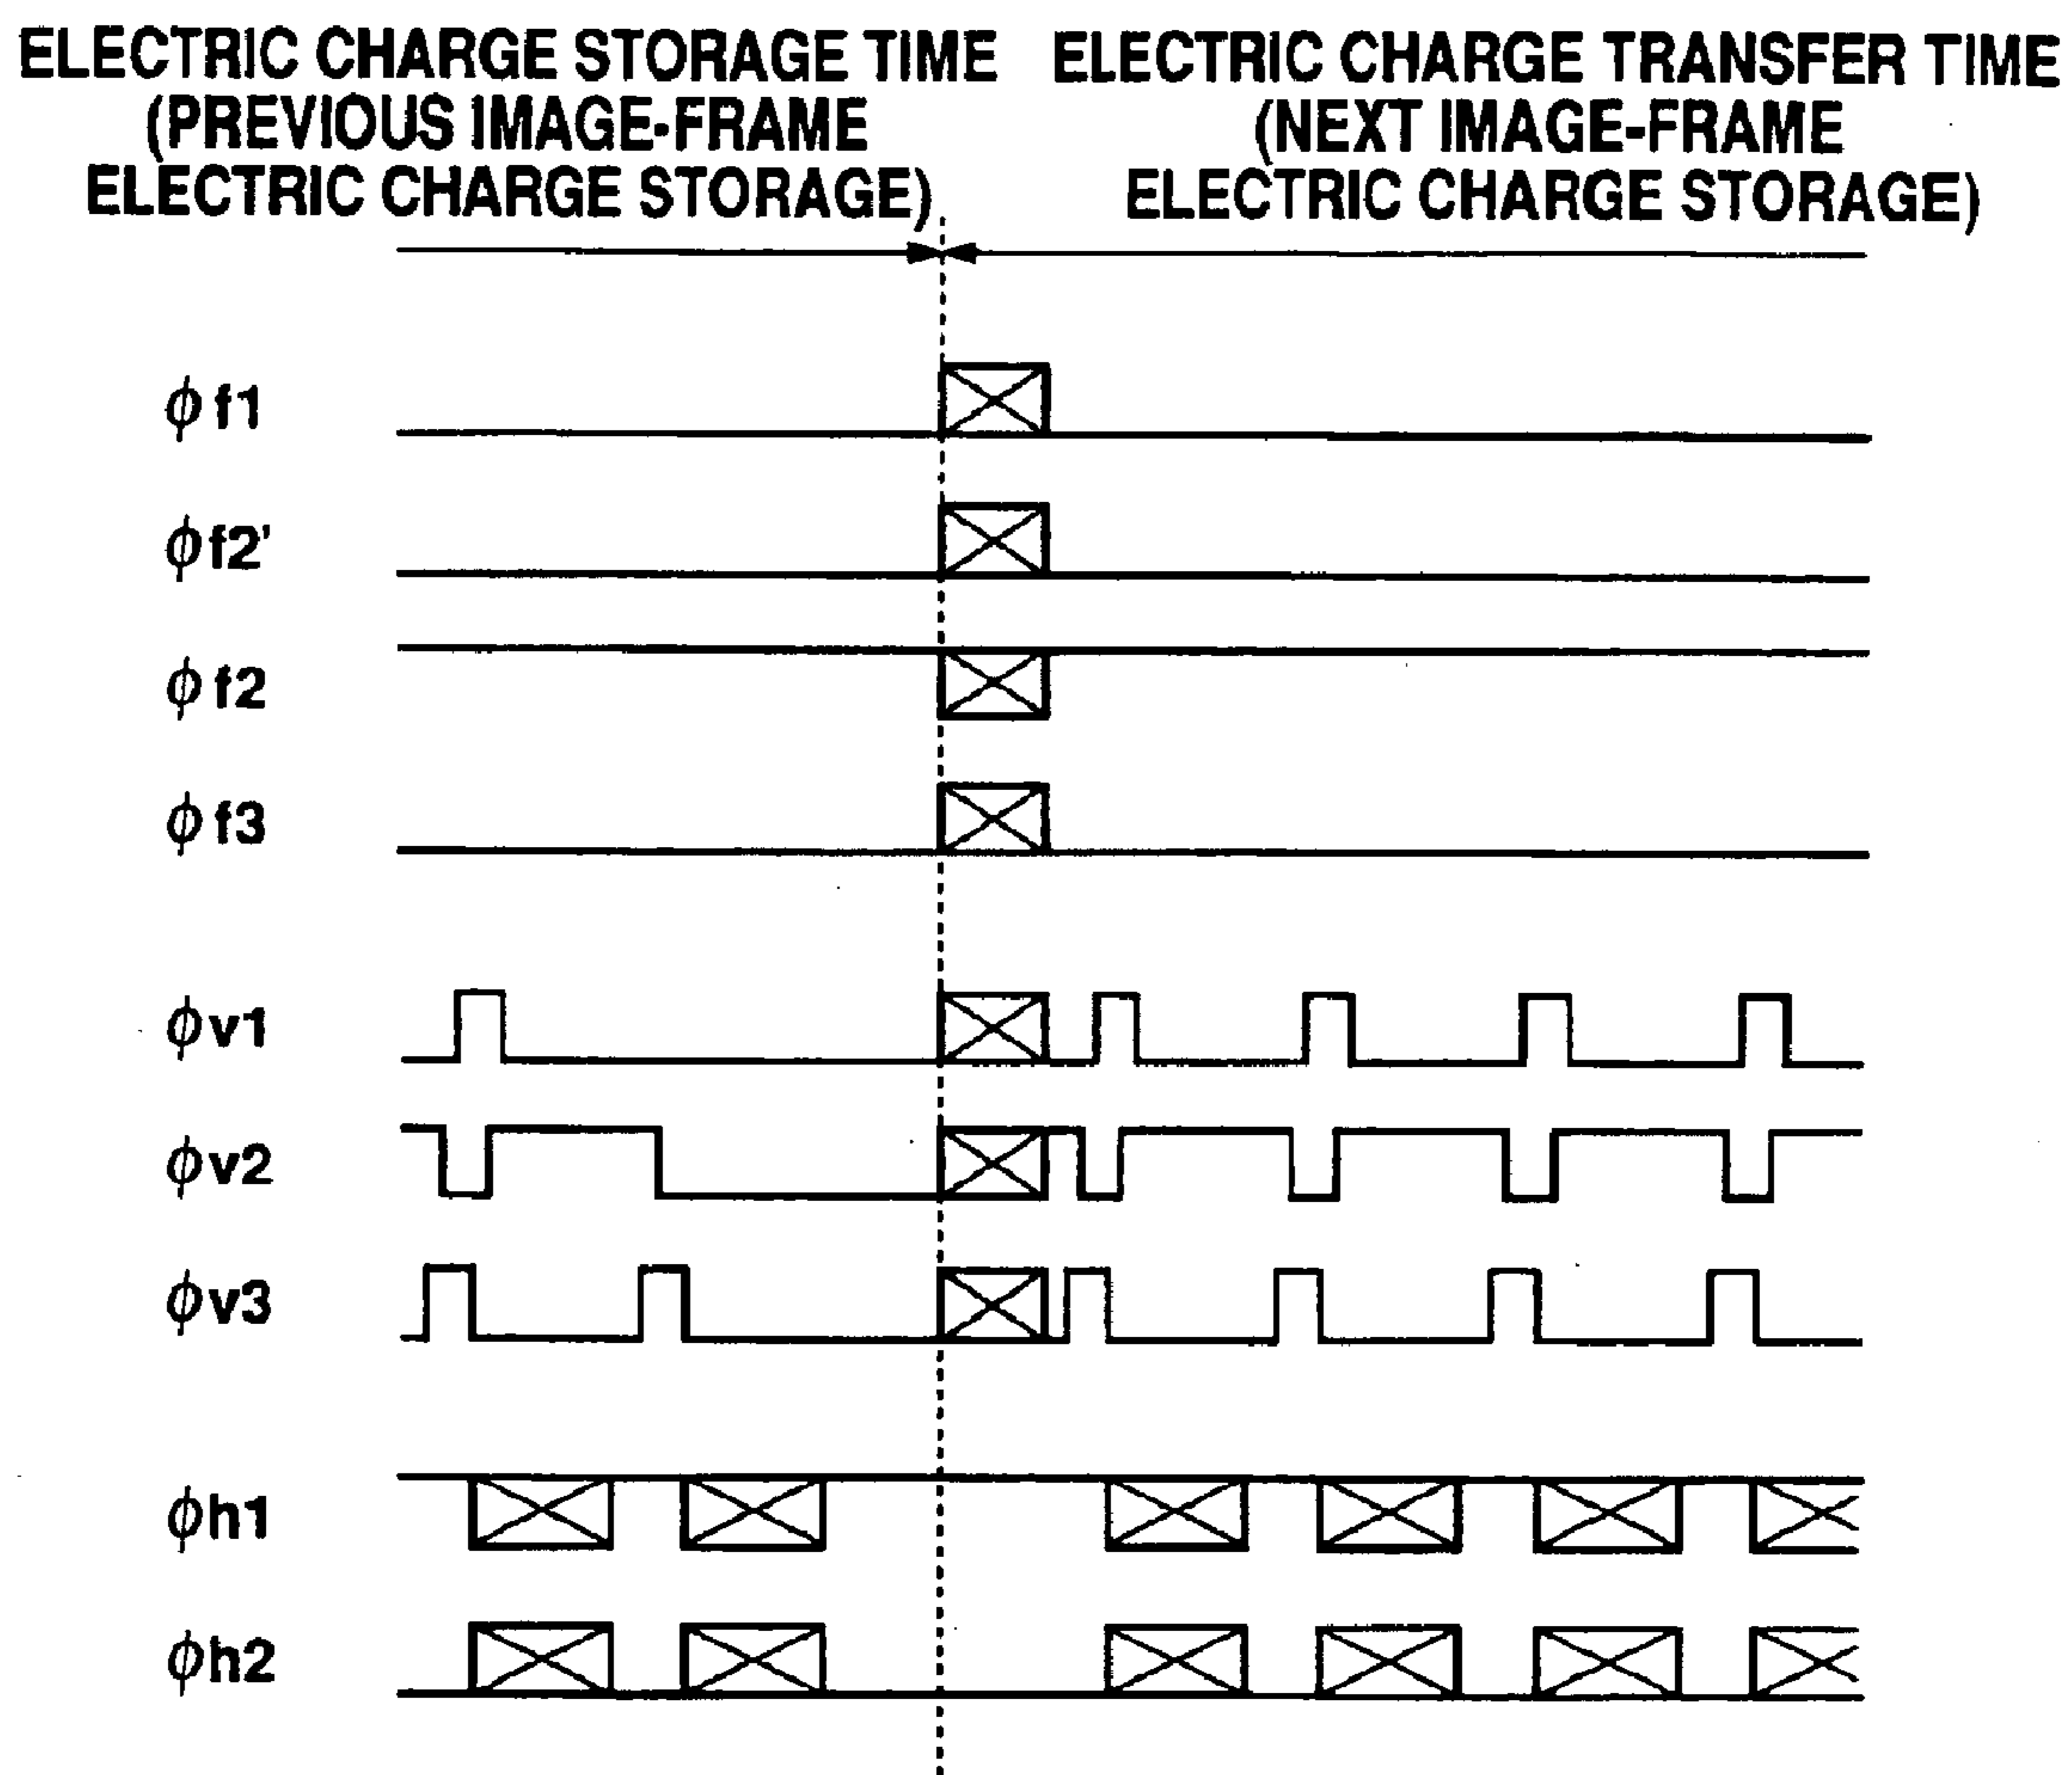 ELECTRIC CHARGE STORAGE TIME
(PREVIOUS IMAGE-FRAME
ELECTRIC CHARGE STORAGE)
ELECTRIC CHARGE TRANSFER TIME
(NEXT IMAGE-FRAME
ELECTRIC CHARGE STORAGE)
ϕf1
ϕf2'
ϕf2
ϕf3
ϕv1
ϕv2
ϕv3
ϕh1
ϕh2